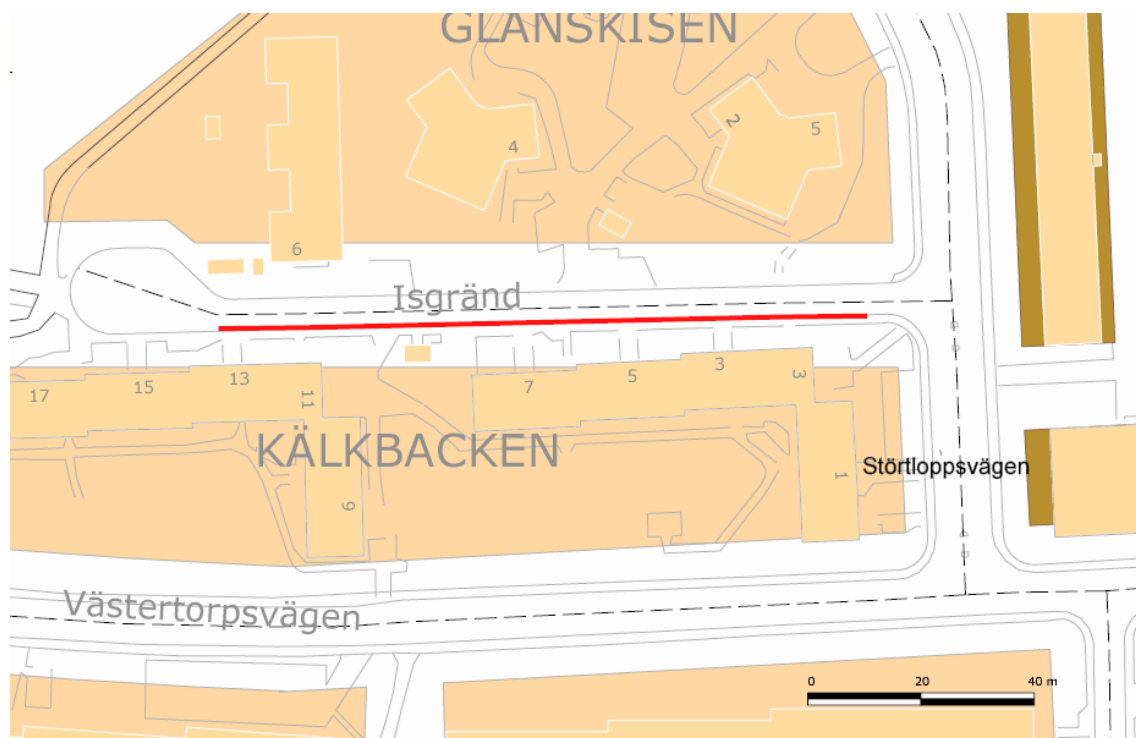 GLANSKISEN
2
5
4
6
Isgränd
17
15
13
11
7
5
3
3
KÄLKBACKEN
Störtloppsvägen
1
9
Västertorpsvägen
0 20 40 m